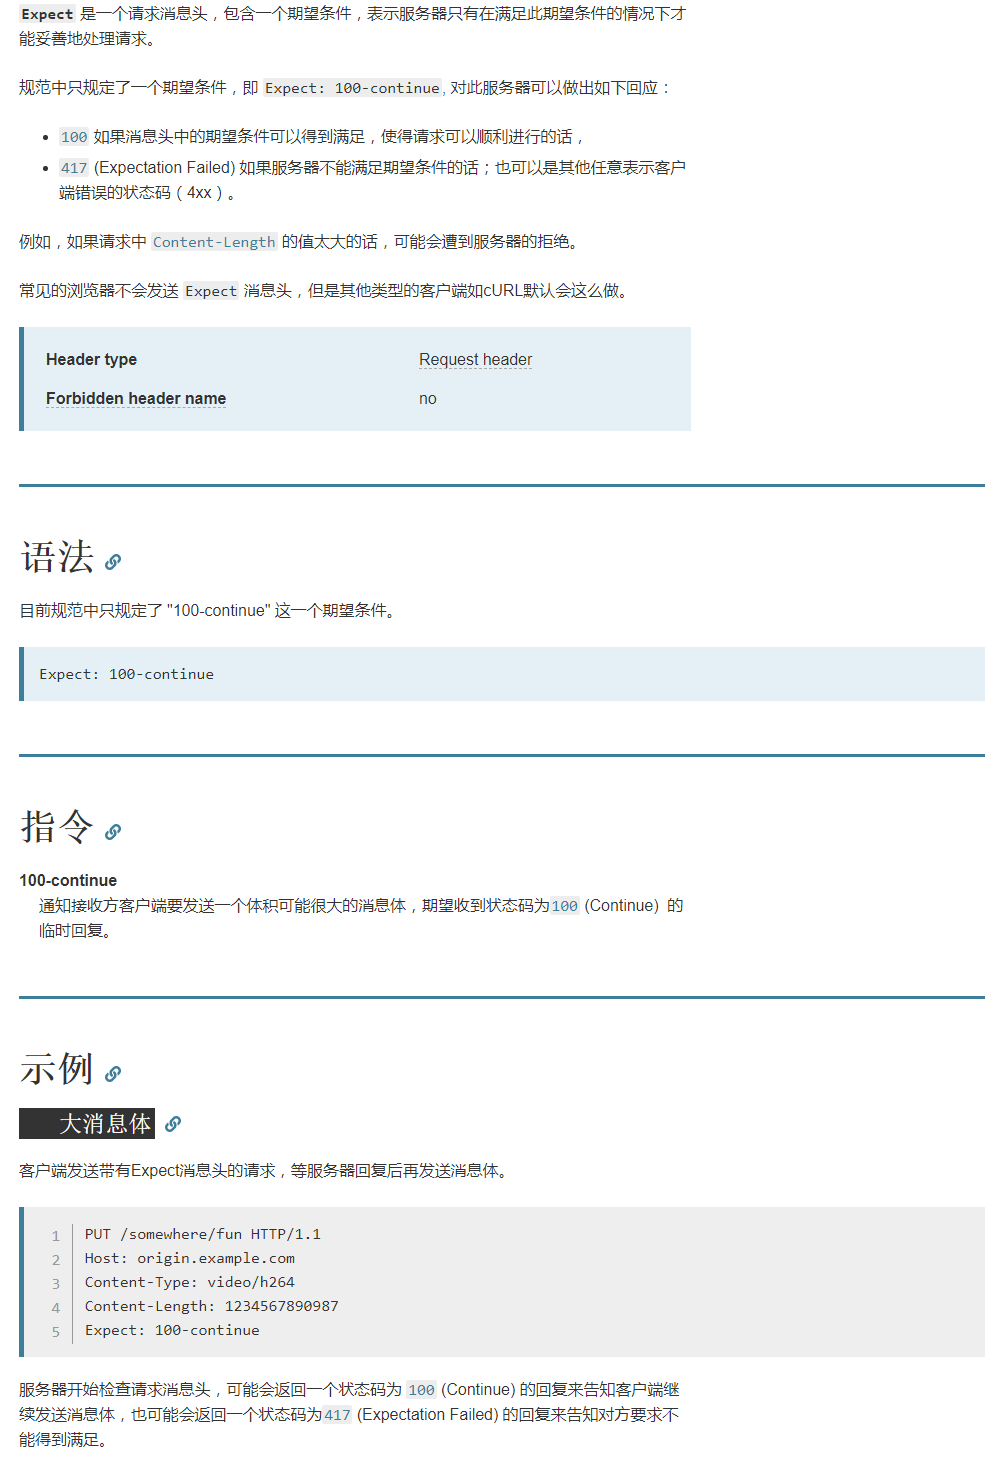 Expect 是一个请求消息头，包含一个期望条件，表示服务器只有在满足此期望条件的情况下才
能妥善地处理请求。
规范中只规定了一个期望条件，即 Expect: 100-continue, 对此服务器可以做出如下回应：
• 100 如果消息头中的期望条件可以得到满足，使得请求可以顺利进行的话，
• 417 (Expectation Failed) 如果服务器不能满足期望条件的话；也可以是其他任意表示客户
端错误的状态码（4xx）。
例如，如果请求中 Content-Length 的值太大的话，可能会遭到服务器的拒绝。
常见的浏览器不会发送 Expect 消息头，但是其他类型的客户端如cURL默认会这么做。
Header type Request header
Forbidden header name no
语法
目前规范中只规定了 "100-continue" 这一个期望条件。
Expect: 100-continue
指令
100-continue
通知接收方客户端要发送一个体积可能很大的消息体，期望收到状态码为100 (Continue) 的
临时回复。
示例
大消息体
客户端发送带有Expect消息头的请求，等服务器回复后再发送消息体。
1 PUT /somewhere/fun HTTP/1.1
2 Host: origin.example.com
3 Content-Type: video/h264
4 Content-Length: 1234567890987
5 Expect: 100-continue
服务器开始检查请求消息头，可能会返回一个状态码为 100 (Continue) 的回复来告知客户端继
续发送消息体，也可能会返回一个状态码为417 (Expectation Failed) 的回复来告知对方要求不
能得到满足。